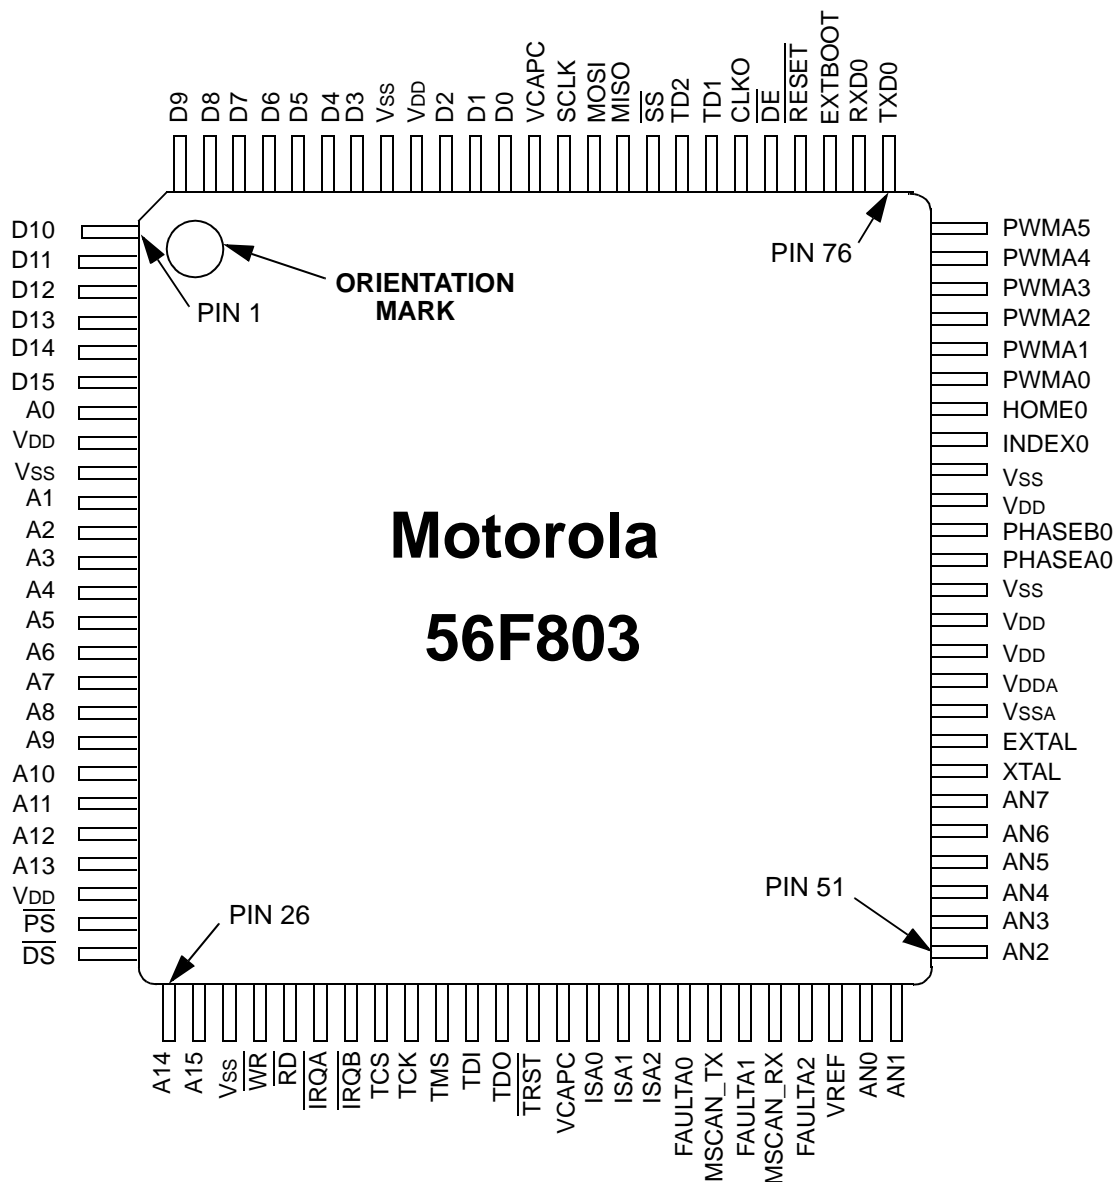 D9
D8
D7
D6
D5
D4
D3
VSS
VDD
D2
D1
D0
VCAPC
SCLK
MOSI
MISO
SS
TD2
TD1
CLKO
DE
RESET
EXTBOOT
RXD0
TXD0
D10
D11
D12
D13
D14
D15
A0
VDD
VSS
A1
A2
A3
A4
A5
A6
A7
A8
A9
A10
A11
A12
A13
VDD
PS
DS
PIN 1
ORIENTATION
MARK
PIN 76
Motorola
56F803
PIN 26
PIN 51
PWMA5
PWMA4
PWMA3
PWMA2
PWMA1
PWMA0
HOME0
INDEX0
VSS
VDD
PHASEB0
PHASEA0
VSS
VDD
VDD
VDDA
VSSA
EXTAL
XTAL
AN7
AN6
AN5
AN4
AN3
AN2
A14
A15
VSS
WR
RD
IRQA
IRQB
TCS
TCK
TMS
TDI
TDO
TRST
VCAPC
ISA0
ISA1
ISA2
FAULTA0
MSCAN_TX
FAULTA1
MSCAN_RX
FAULTA2
VREF
AN0
AN1